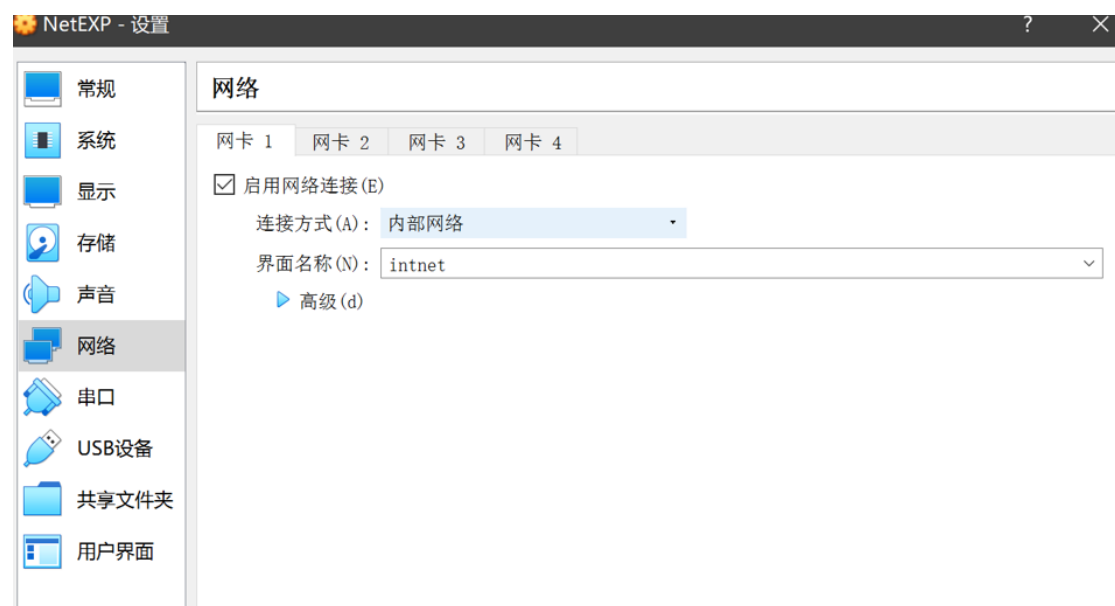 NetEXP - 设置 ? ×
常规
系统
显示
存储
声音
网络
串口
USB设备
共享文件夹
用户界面
网络
网卡 1 网卡 2 网卡 3 网卡 4
启用网络连接(E)
连接方式(A): 内部网络
界面名称(N): intnet
高级(d)